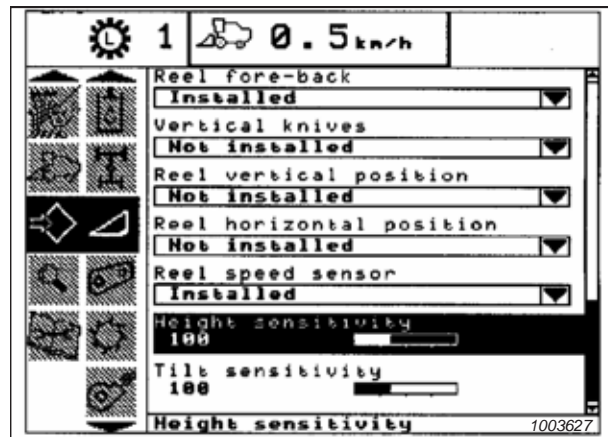 L 1 0.5km/h
Reel fore-back
Installed
Vertical knives
Not installed
Reel vertical position
Not installed
Reel horizontal position
Not installed
Reel speed sensor
Installed
Height sensitivity
100
Tilt sensitivity
100
Height sensitivity
1003627